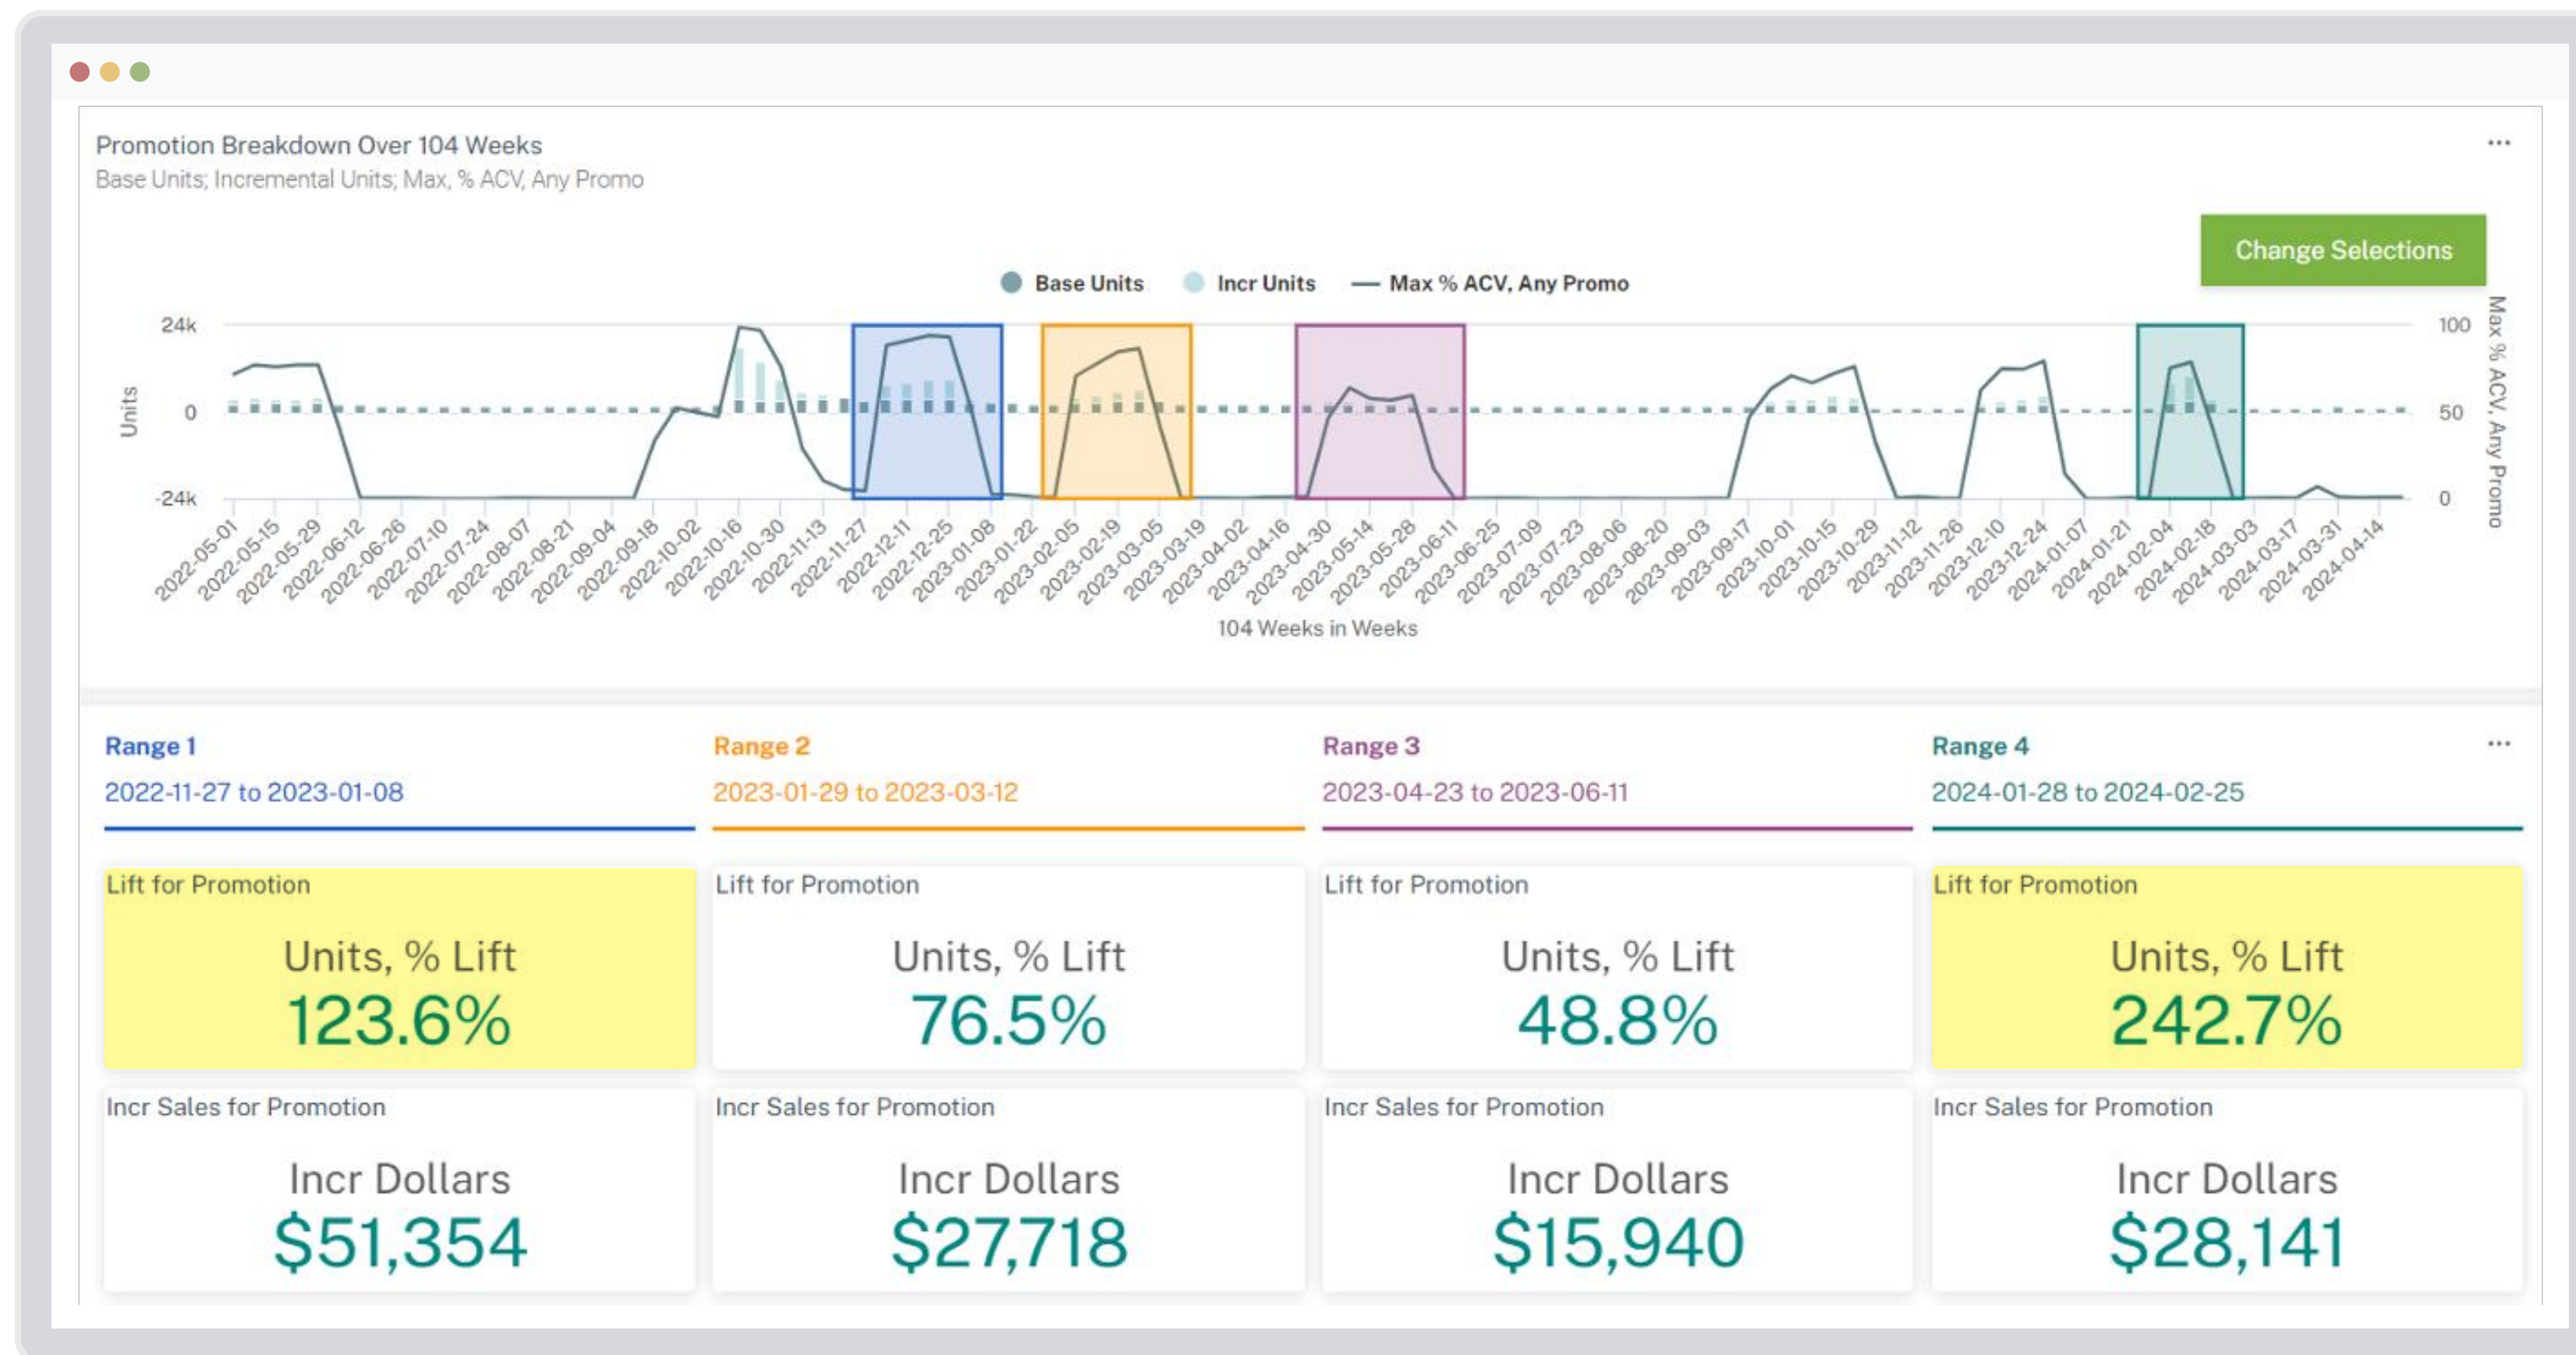 Promotion Breakdown Over 104 Weeks
Base Units; Incremental Units; Max, % ACV, Any Promo
Change Selections
Base Units Incr Units Max % ACV, Any Promo
24k
0
-24k
Units
100
50
0
Max % ACV, Any Promo
2022-05-01
2022-05-15
2022-05-29
2022-06-12
2022-06-26
2022-07-10
2022-07-24
2022-08-07
2022-08-21
2022-09-04
2022-09-18
2022-10-02
2022-10-16
2022-10-30
2022-11-13
2022-11-27
2022-12-11
2022-12-25
2023-01-08
2023-01-22
2023-02-05
2023-02-19
2023-03-05
2023-03-19
2023-04-02
2023-04-16
2023-04-30
2023-05-14
2023-05-28
2023-06-11
2023-06-25
2023-07-09
2023-07-23
2023-08-06
2023-08-20
2023-09-03
2023-09-17
2023-10-01
2023-10-15
2023-10-29
2023-11-12
2023-11-26
2023-12-10
2023-12-24
2024-01-07
2024-01-21
2024-02-04
2024-02-18
2024-03-03
2024-03-17
2024-03-31
2024-04-14
104 Weeks in Weeks
Range 1
2022-11-27 to 2023-01-08
Lift for Promotion
Units, % Lift
123.6%
Incr Sales for Promotion
Incr Dollars
$51,354
Range 2
2023-01-29 to 2023-03-12
Lift for Promotion
Units, % Lift
76.5%
Incr Sales for Promotion
Incr Dollars
$27,718
Range 3
2023-04-23 to 2023-06-11
Lift for Promotion
Units, % Lift
48.8%
Incr Sales for Promotion
Incr Dollars
$15,940
Range 4
2024-01-28 to 2024-02-25
Lift for Promotion
Units, % Lift
242.7%
Incr Sales for Promotion
Incr Dollars
$28,141